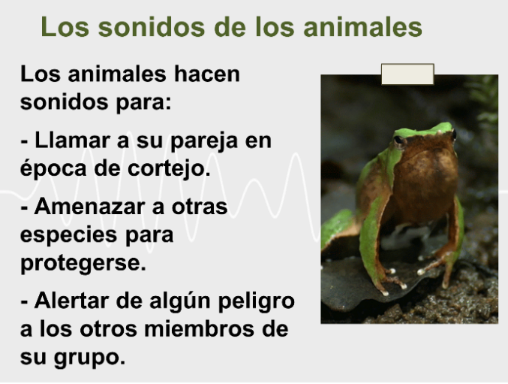 Los sonidos de los animales
Los animales hacen
sonidos para:
- Llamar a su pareja en
época de cortejo.
- Amenazar a otras
especies para
protegerse.
- Alertar de algún peligro
a los otros miembros de
su grupo.